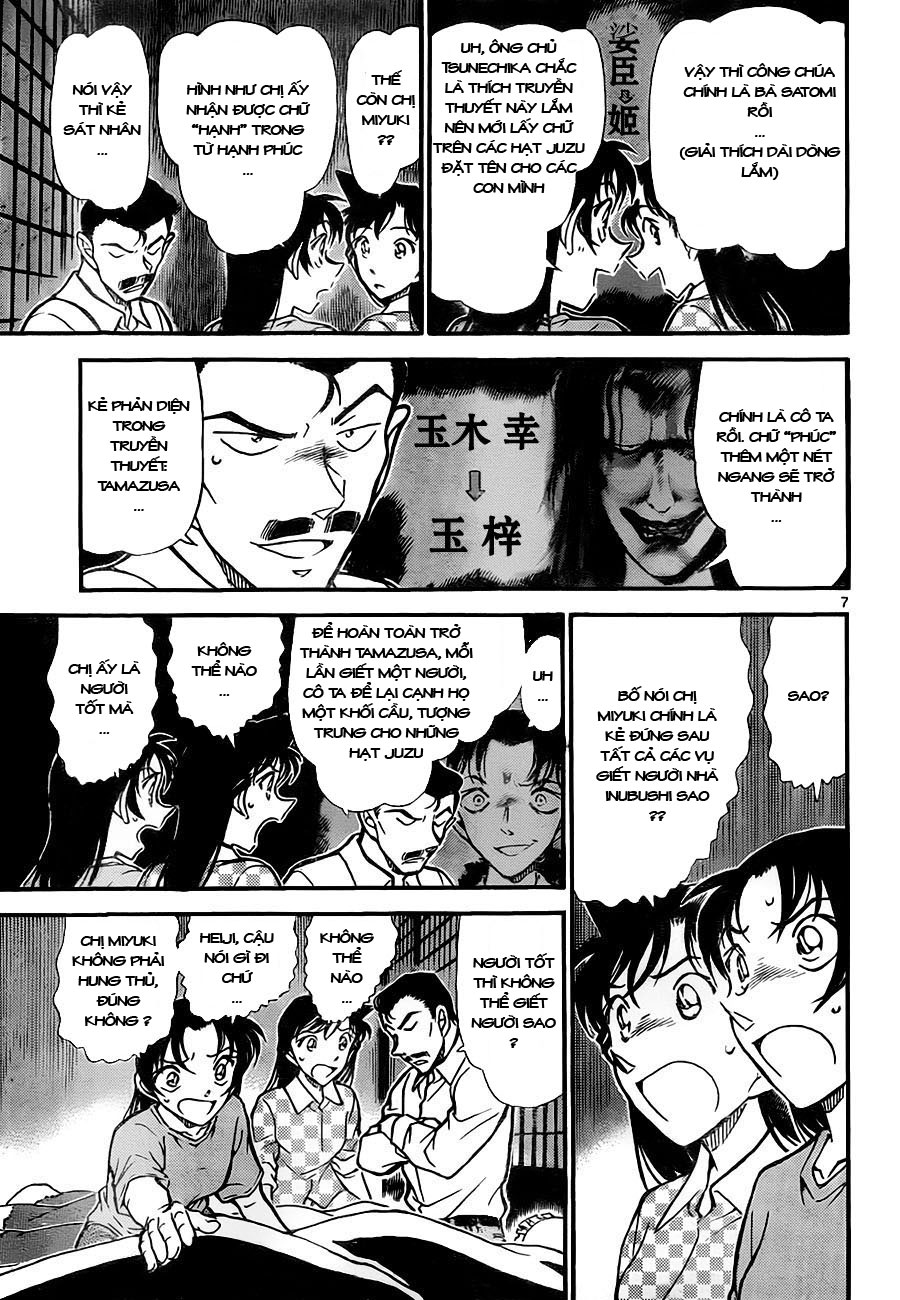 VẬY THÌ CÔNG CHÚA
CHÍNH LÀ BÀ SATOMI
RỒI
...
(GIẢI THÍCH DÀI DÒNG
LẮM)
UH, ÔNG CHỦ
TSUNECHIKA CHẮC
LÀ THÍCH TRUYỀN
THUYẾT NÀY LẮM
NÊN MỚI LẤY CHỮ
TRÊN CÁC HẠT JUZU
ĐẶT TÊN CHO CÁC
CON MÌNH
THẾ
CÒN CHỊ
MIYUKI
??
HÌNH NHƯ CHỊ ẤY
NHẬN ĐƯỢC CHỮ
“HẠNH” TRONG
TỪ HẠNH PHÚC
...
NÓI VẬY
THÌ KẺ
SÁT NHÂN
...
CHÍNH LÀ CÔ TA
RỒI. CHỮ “PHÚC”
THÊM MỘT NÉT
NGANG SẼ TRỞ
THÀNH
...
玉木 幸
⇩
玉 梓
KẺ PHẢN DIỆN
TRONG
TRUYỀN
THUYẾT:
TAMAZUSA
...
7
SAO?
BỐ NÓI CHỊ
MIYUKI CHÍNH LÀ
KẺ ĐỨNG SAU
TẤT CẢ CÁC VỤ
GIẾT NGƯỜI NHÀ
INUBUSHI SAO
??
UH
...
ĐỂ HOÀN TOÀN TRỞ
THÀNH TAMAZUSA, MỖI
LẦN GIẾT MỘT NGƯỜI,
CÔ TA ĐỂ LẠI CẠNH HỌ
MỘT KHỐI CẦU, TƯỢNG
TRƯNG CHO NHỮNG
HẠT JUZU
KHÔNG
THỂ NÀO
...
CHỊ ẤY LÀ
NGƯỜI
TỐT MÀ
...
NGƯỜI TỐT
THÌ KHÔNG
THỂ GIẾT
NGƯỜI SAO
?
KHÔNG
THỂ
NÀO
...
HEIJI, CẬU
NÓI GÌ ĐI
CHỨ
...
CHỊ MIYUKI
KHÔNG PHẢI
HUNG THỦ,
ĐÚNG
KHÔNG ?